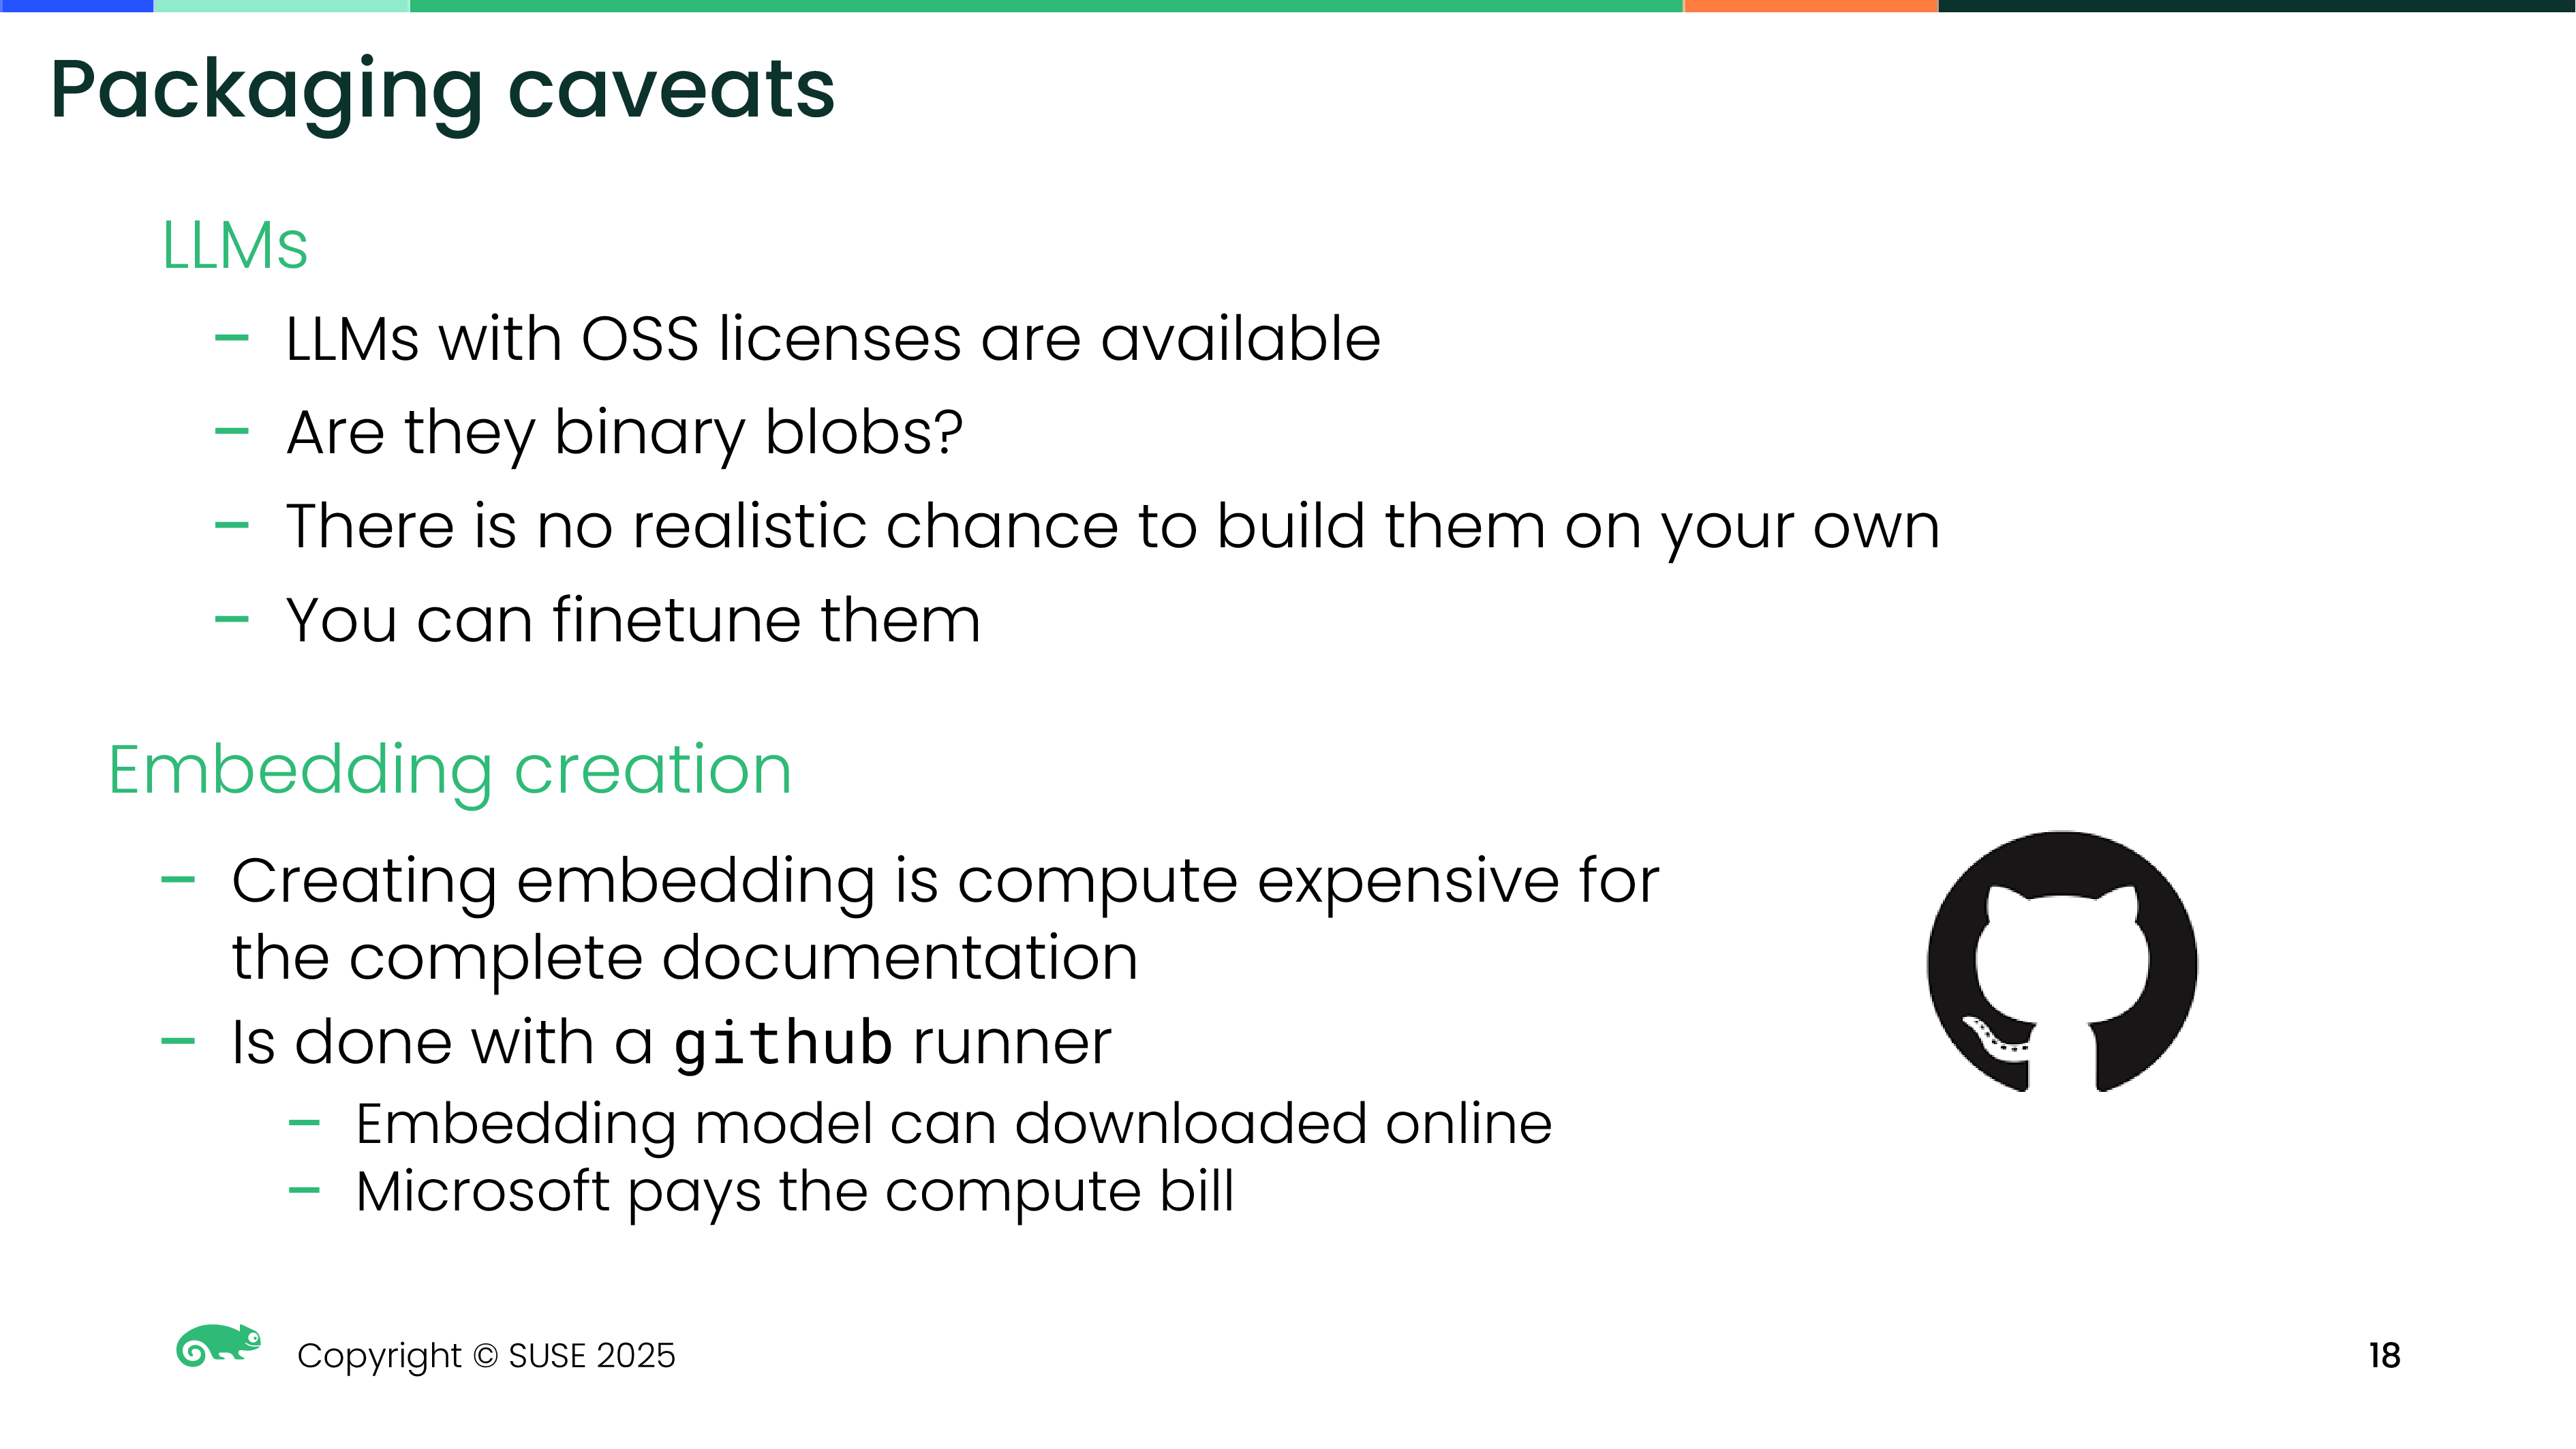 Packaging caveats
LLMs
– LLMs with OSS licenses are available
– Are they binary blobs?
– There is no realistic chance to build them on your own
– You can finetune them
Embedding creation
– Creating embedding is compute expensive for
the complete documentation
– Is done with a github runner
– Embedding model can downloaded online
– Microsoft pays the compute bill
Copyright © SUSE 2025
18